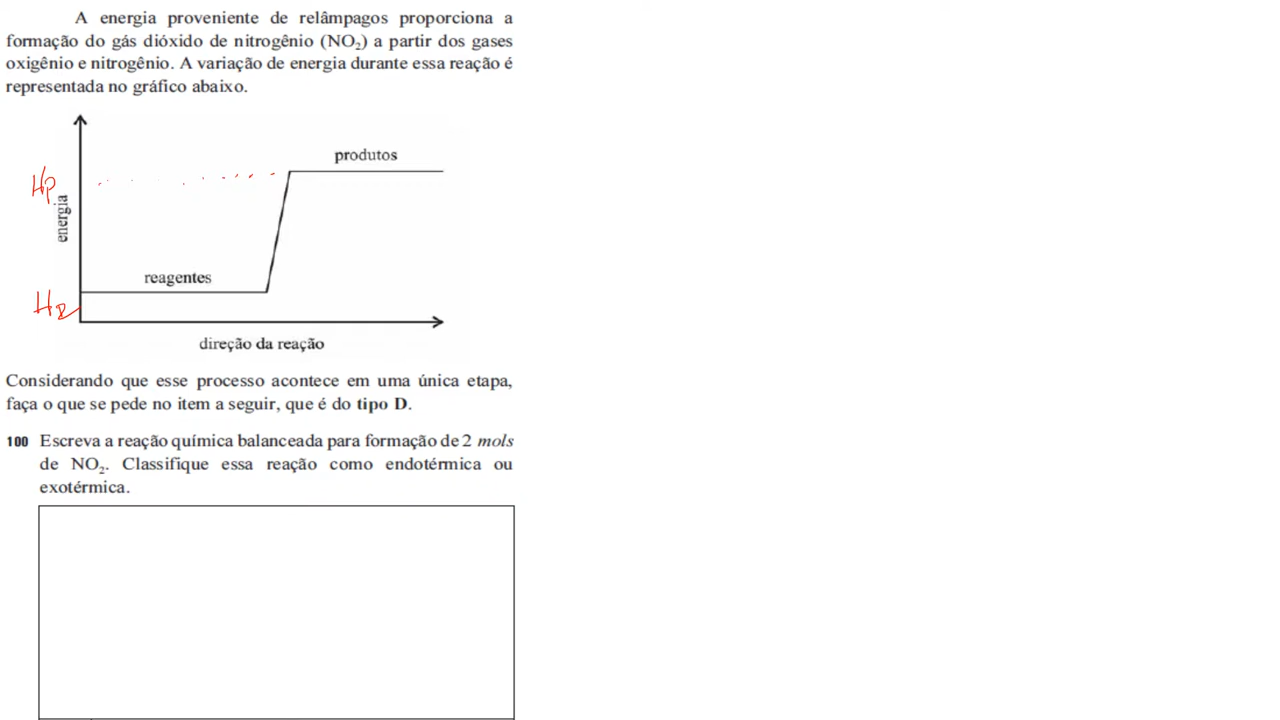 A energia proveniente de relâmpagos proporciona a
formação do gás dióxido de nitrogênio (NO₂) a partir dos gases
oxigênio e nitrogênio. A variação de energia durante essa reação é
representada no gráfico abaixo.
produtos
Hp
energia
reagentes
HR
direção da reação
Considerando que esse processo acontece em uma única etapa,
faça o que se pede no item a seguir, que é do tipo D.
100 Escreva a reação química balanceada para formação de 2 mols
de NO₂. Classifique essa reação como endotérmica ou
exotérmica.